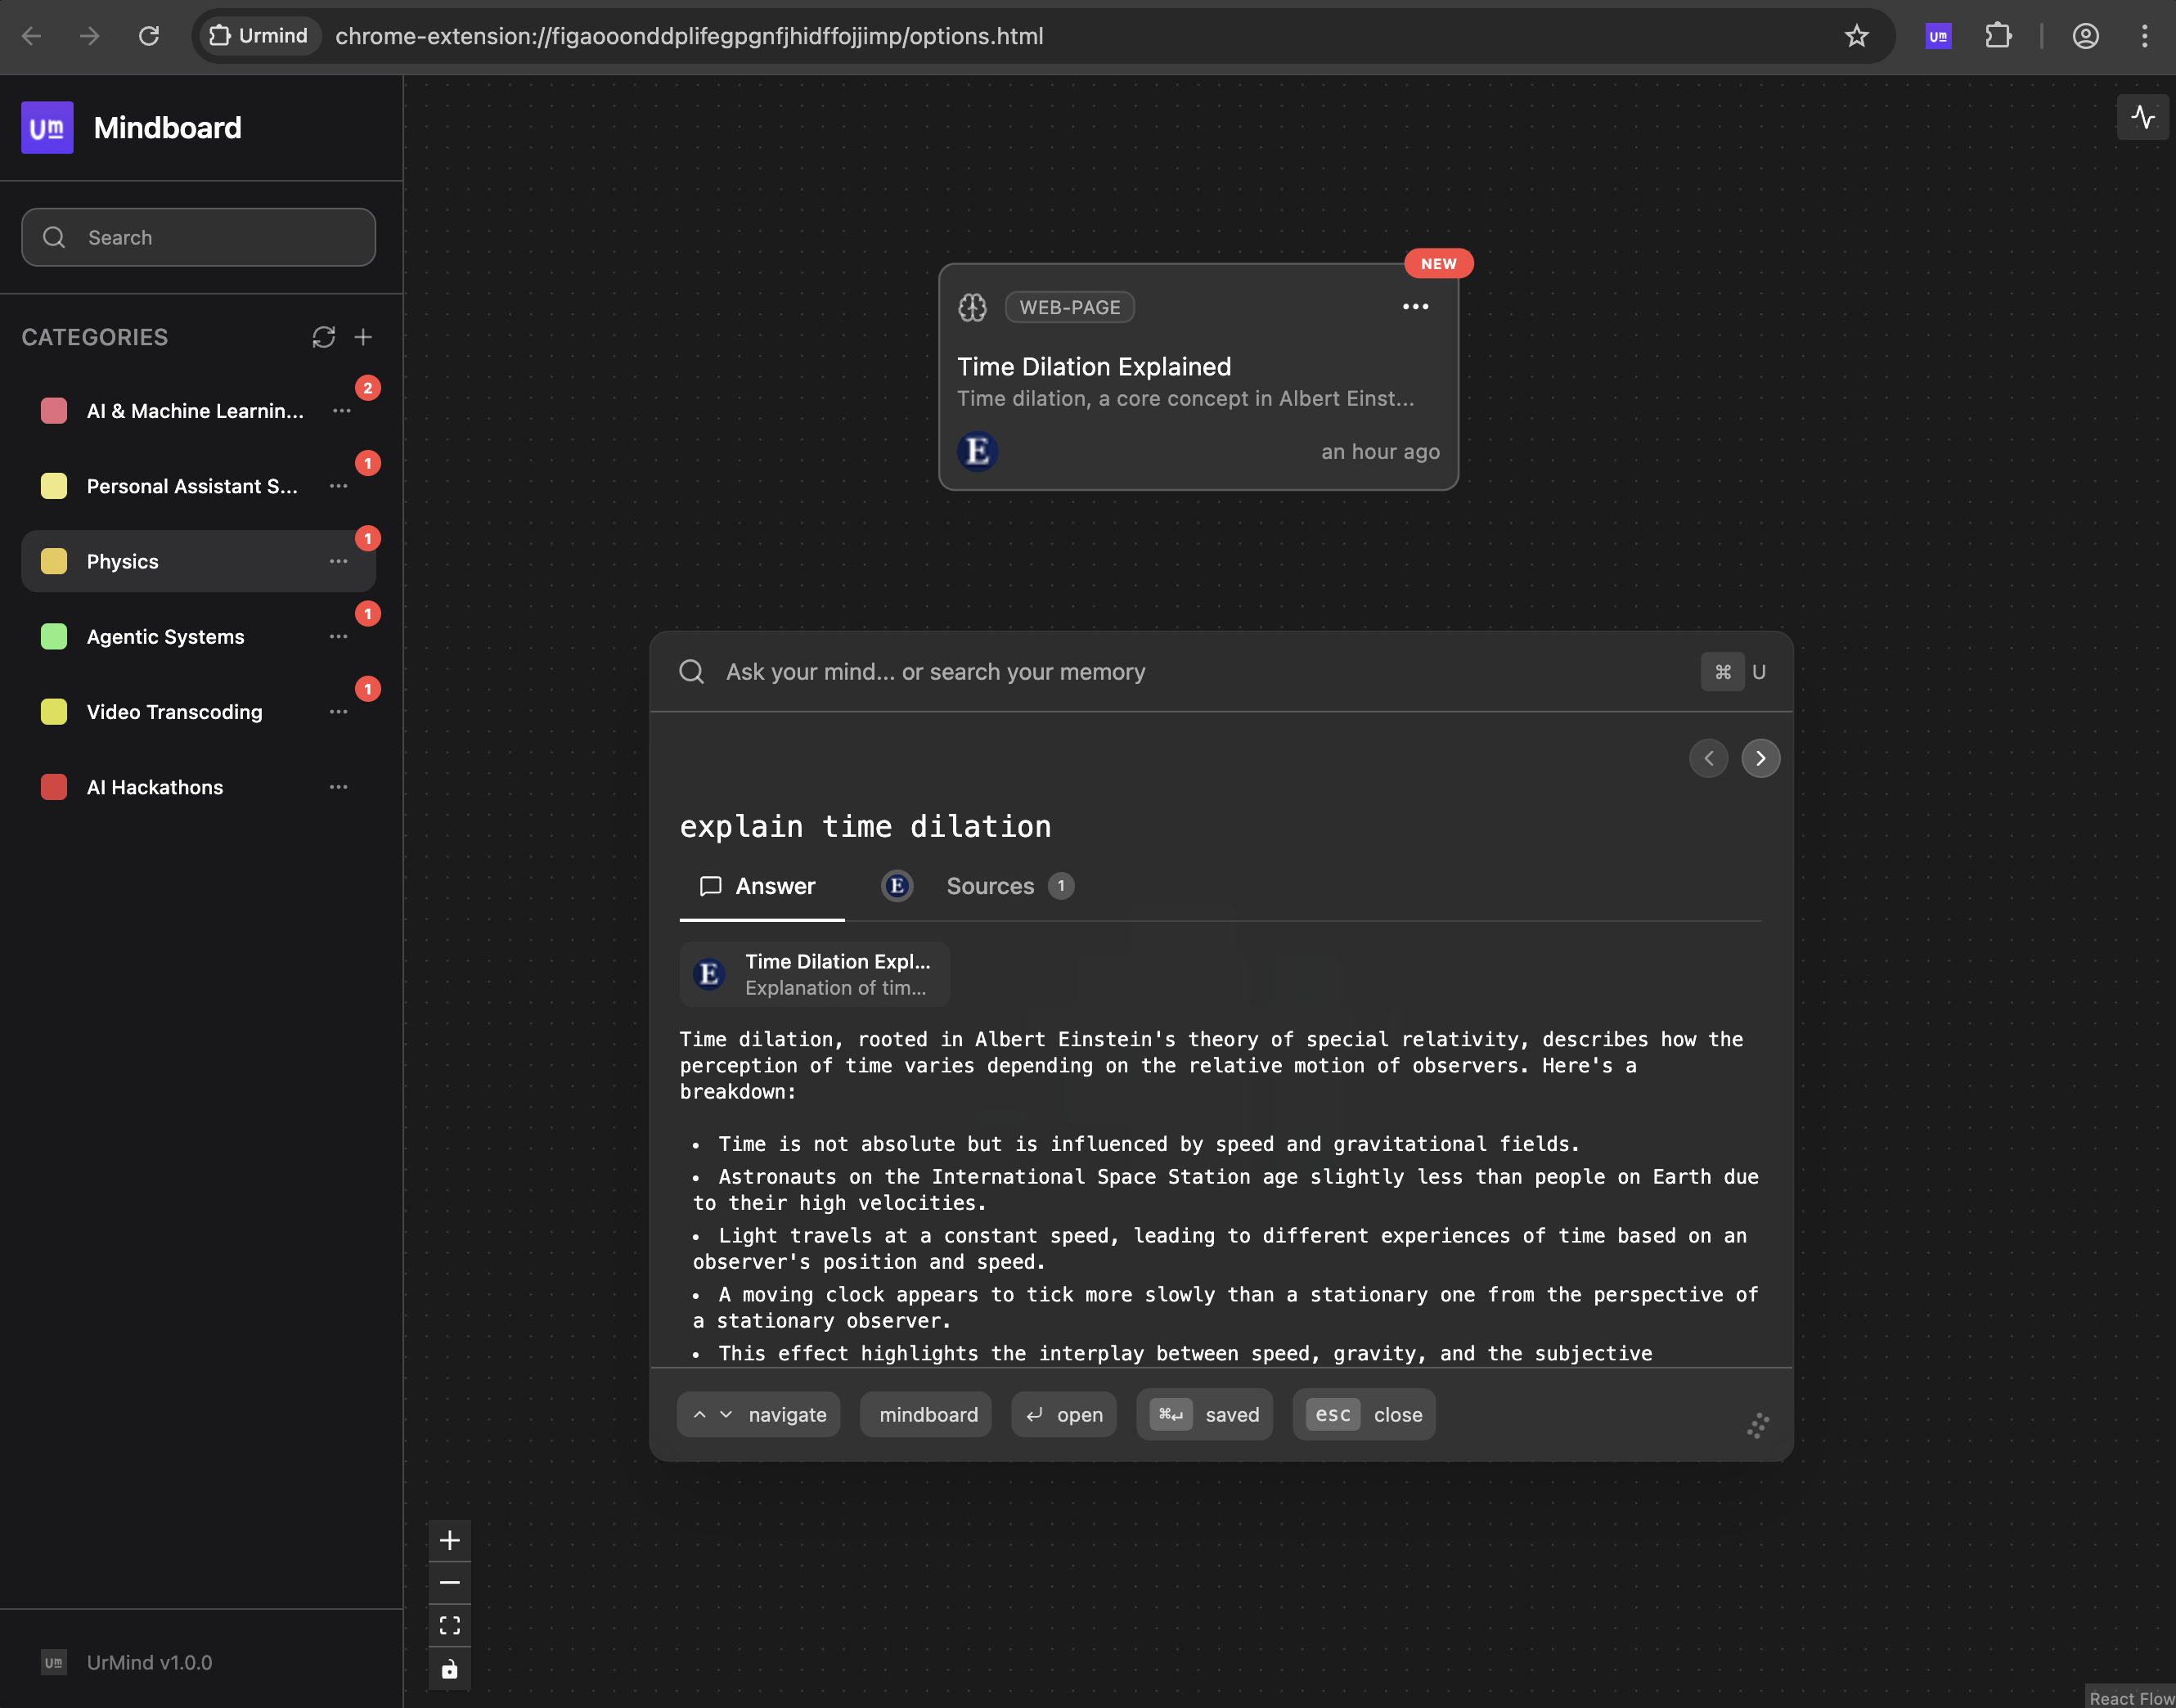 Urmind
chrome-extension://figaooonddplifegpgnfjhidffojjimp/options.html
Um
Um
Mindboard
Search
CATEGORIES
2
AI & Machine Learnin...
1
Personal Assistant S...
1
Physics
1
Agentic Systems
1
Video Transcoding
AI Hackathons
Um
UrMind v1.0.0
NEW
WEB-PAGE
Time Dilation Explained
Time dilation, a core concept in Albert Einst...
E
an hour ago
Ask your mind... or search your memory
⌘ U
explain time dilation
Answer
E
Sources 1
E
Time Dilation Expl...
Explanation of tim...
Time dilation, rooted in Albert Einstein's theory of special relativity, describes how the
perception of time varies depending on the relative motion of observers. Here's a
breakdown:
• Time is not absolute but is influenced by speed and gravitational fields.
• Astronauts on the International Space Station age slightly less than people on Earth due
to their high velocities.
• Light travels at a constant speed, leading to different experiences of time based on an
observer's position and speed.
• A moving clock appears to tick more slowly than a stationary one from the perspective of
a stationary observer.
• This effect highlights the interplay between speed, gravity, and the subjective
navigate
mindboard
open
⌘↵ saved
esc close
React Flow